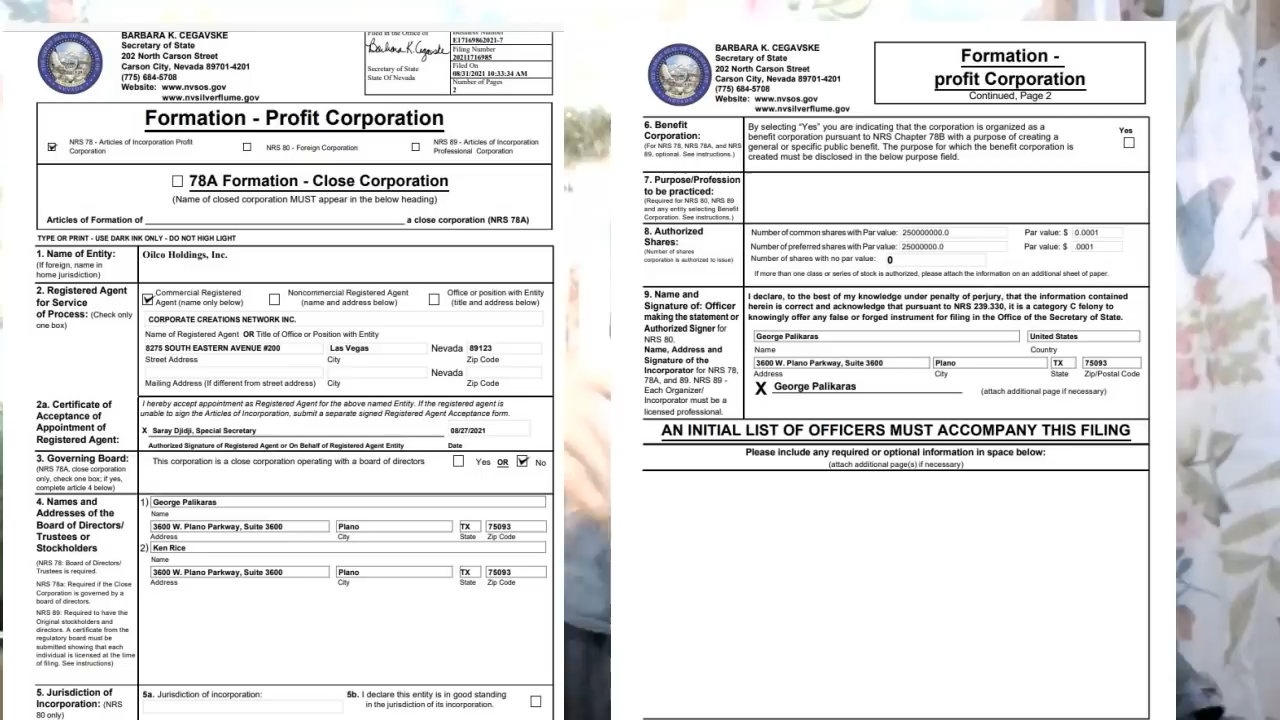 BARBARA K. CEGAVSKE
Secretary of State
202 North Carson Street
Carson City, Nevada 89701-4201
(775) 684-5708
Website: www.nvsos.gov
www.nvsilverflume.gov
Filed in the Office of
Secretary of State
State Of Nevada
Business Number
E17169862021-7
Filing Number
20211716985
Filed On
08/31/2021 10:33:34 AM
Number of Pages
2
Formation - Profit Corporation
NRS 78 - Articles of Incorporation Profit
Corporation
NRS 80 - Foreign Corporation
NRS 89 - Articles of Incorporation
Professional Corporation
78A Formation - Close Corporation
(Name of closed corporation MUST appear in the below heading)
Articles of Formation of a close corporation (NRS 78A)
TYPE OR PRINT - USE DARK INK ONLY - DO NOT HIGH LIGHT
1. Name of Entity:
(If foreign, name in
home jurisdiction)
Oilco Holdings, Inc.
2. Registered Agent
for Service
of Process: (Check only
one box)
Commercial Registered
Agent (name only below)
Noncommercial Registered Agent
(name and address below)
Office or position with Entity
(title and address below)
CORPORATE CREATIONS NETWORK INC.
Name of Registered Agent OR Title of Office or Position with Entity
8275 SOUTH EASTERN AVENUE #200 Las Vegas Nevada 89123
Street Address City Zip Code
Nevada
Mailing Address (If different from street address) City Zip Code
2a. Certificate of
Acceptance of
Appointment of
Registered Agent:
I hereby accept appointment as Registered Agent for the above named Entity. If the registered agent is
unable to sign the Articles of Incorporation, submit a separate signed Registered Agent Acceptance form.
X Saray Djidji, Special Secretary 08/27/2021
Authorized Signature of Registered Agent or On Behalf of Registered Agent Entity Date
3. Governing Board:
(NRS 78A, close corporation
only, check one box; if yes,
complete article 4 below)
This corporation is a close corporation operating with a board of directors Yes OR No
4. Names and
Addresses of the
Board of Directors/
Trustees or
Stockholders
(NRS 78: Board of Directors/
Trustees is required.
NRS 78a: Required if the Close
Corporation is governed by a
board of directors.
NRS 89: Required to have the
Original stockholders and
directors. A certificate from the
regulatory board must be
submitted showing that each
individual is licensed at the time
of filing. See instructions)
1) George Palikaras
Name
3600 W. Plano Parkway, Suite 3600 Plano TX 75093
Address City State Zip Code
2) Ken Rice
Name
3600 W. Plano Parkway, Suite 3600 Plano TX 75093
Address City State Zip Code
5. Jurisdiction of
Incorporation: (NRS
80 only)
5a. Jurisdiction of incorporation:
5b. I declare this entity is in good standing
in the jurisdiction of its incorporation.
BARBARA K. CEGAVSKE
Secretary of State
202 North Carson Street
Carson City, Nevada 89701-4201
(775) 684-5708
Website: www.nvsos.gov
www.nvsilverflume.gov
Formation -
profit Corporation
Continued, Page 2
6. Benefit
Corporation:
(For NRS 78, NRS 78A, and NRS
89, optional. See instructions.)
By selecting “Yes” you are indicating that the corporation is organized as a
benefit corporation pursuant to NRS Chapter 78B with a purpose of creating a
general or specific public benefit. The purpose for which the benefit corporation is
created must be disclosed in the below purpose field.
Yes
7. Purpose/Profession
to be practiced:
(Required for NRS 80, NRS 89
and any entity selecting Benefit
Corporation. See instructions.)
8. Authorized
Shares:
(Number of shares
corporation is authorized to issue)
Number of common shares with Par value: 250000000.0 Par value: $ 0.0001
Number of preferred shares with Par value: 25000000.0 Par value: $ .0001
Number of shares with no par value: 0
If more than one class or series of stock is authorized, please attach the information on an additional sheet of paper.
9. Name and
Signature of: Officer
making the statement or
Authorized Signer for
NRS 80.
Name, Address and
Signature of the
Incorporator for NRS 78,
78A, and 89. NRS 89 -
Each Organizer/
Incorporator must be a
licensed professional.
I declare, to the best of my knowledge under penalty of perjury, that the information contained
herein is correct and acknowledge that pursuant to NRS 239.330, it is a category C felony to
knowingly offer any false or forged instrument for filing in the Office of the Secretary of State.
George Palikaras United States
Name Country
3600 W. Plano Parkway, Suite 3600 Plano TX 75093
Address City State Zip/Postal Code
X George Palikaras (attach additional page if necessary)
AN INITIAL LIST OF OFFICERS MUST ACCOMPANY THIS FILING
Please include any required or optional information in space below:
(attach additional page(s) if necessary)